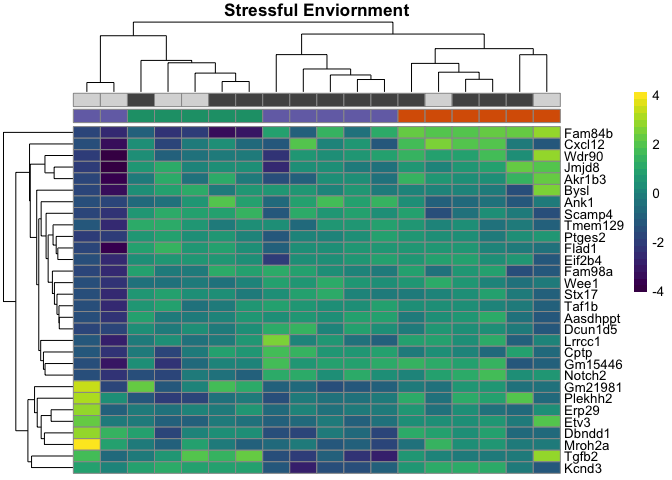 Stressful Enviornment
4
2
0
-2
-4
Fam84b
Cxcl12
Wdr90
Jmjd8
Akr1b3
Bysl
Ank1
Scamp4
Tmem129
Ptges2
Flad1
Eif2b4
Fam98a
Wee1
Stx17
Taf1b
Aasdhppt
Dcun1d5
Lrrcc1
Cptp
Gm15446
Notch2
Gm21981
Plekhh2
Erp29
Etv3
Dbndd1
Mroh2a
Tgfb2
Kcnd3